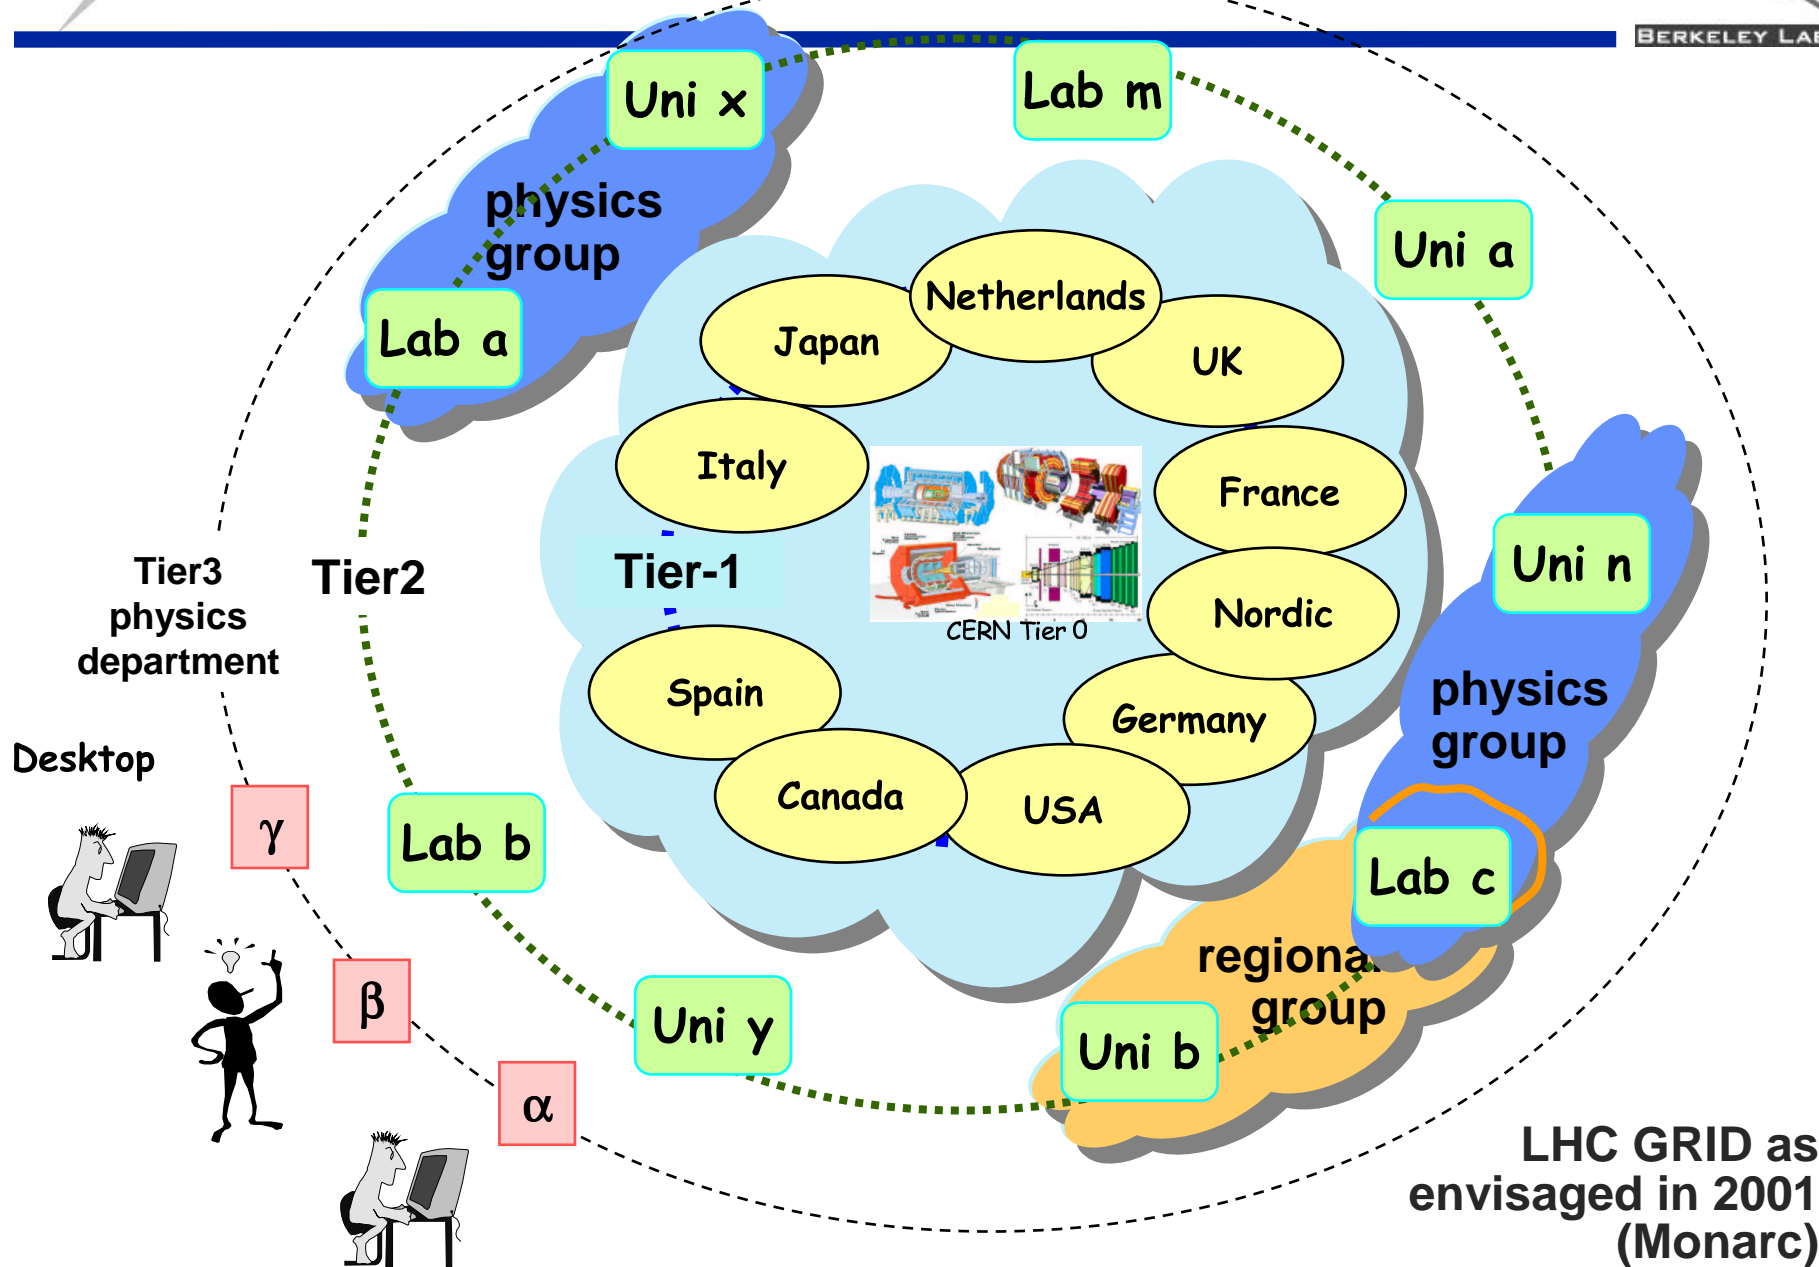 BERKELEY LAB
Uni x
Lab m
physics
group
Uni a
Netherlands
Japan
Lab a
UK
Italy
France
Tier3
physics
department
Tier2
Tier-1
Uni n
Nordic
CERN Tier 0
Spain
Germany
physics
group
Desktop
Canada
USA
γ
Lab b
Lab c
regional
group
β
Uni y
Uni b
α
LHC GRID as
envisaged in 2001
(Monarc)